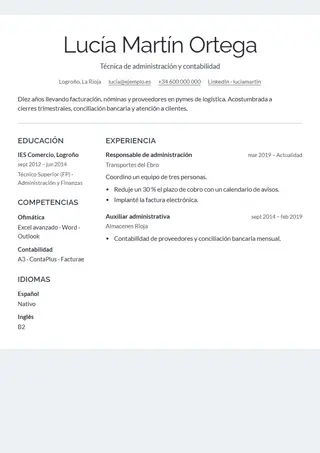 Lucía Martín Ortega
Técnica de administración y contabilidad
Logroño, La Rioja lucia@ejemplo.es +34 600 000 000 LinkedIn · luciamartin
Diez años llevando facturación, nóminas y proveedores en pymes de logística. Acostumbrada a
cierres trimestrales, conciliación bancaria y atención a clientes.
EDUCACIÓN
IES Comercio, Logroño
sept 2012 – jun 2014
Técnico Superior (FP) -
Administración y Finanzas
COMPETENCIAS
Ofimática
Excel avanzado · Word ·
Outlook
Contabilidad
A3 · ContaPlus · Facturae
IDIOMAS
Español
Nativo
Inglés
B2
EXPERIENCIA
Responsable de administración mar 2019 – Actualidad
Transportes del Ebro
Coordino un equipo de tres personas.
• Reduje un 30 % el plazo de cobro con un calendario de avisos.
• Implanté la factura electrónica.
Auxiliar administrativa sept 2014 – feb 2019
Almacenes Rioja
• Contabilidad de proveedores y conciliación bancaria mensual.